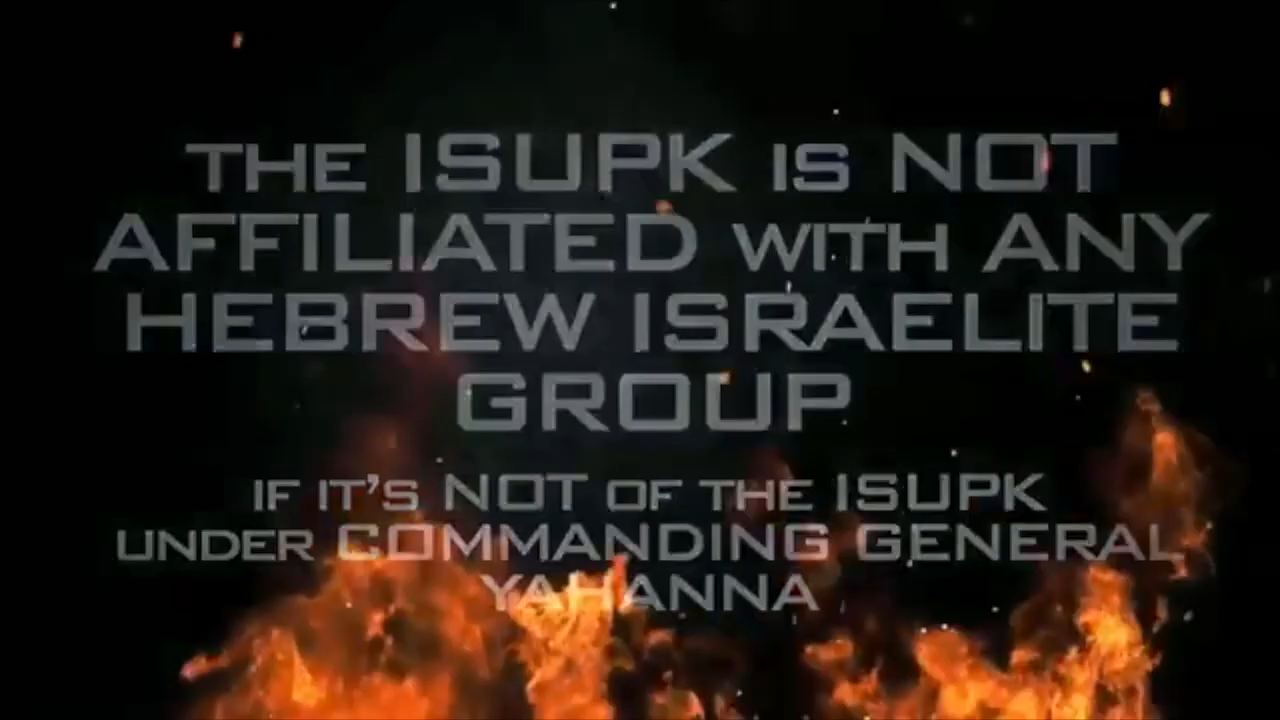 THE ISUPK IS NOT
AFFILIATED WITH ANY
HEBREW ISRAELITE
GROUP
IF IT'S NOT OF THE ISUPK
UNDER COMMANDING GENERAL
YAHANNA